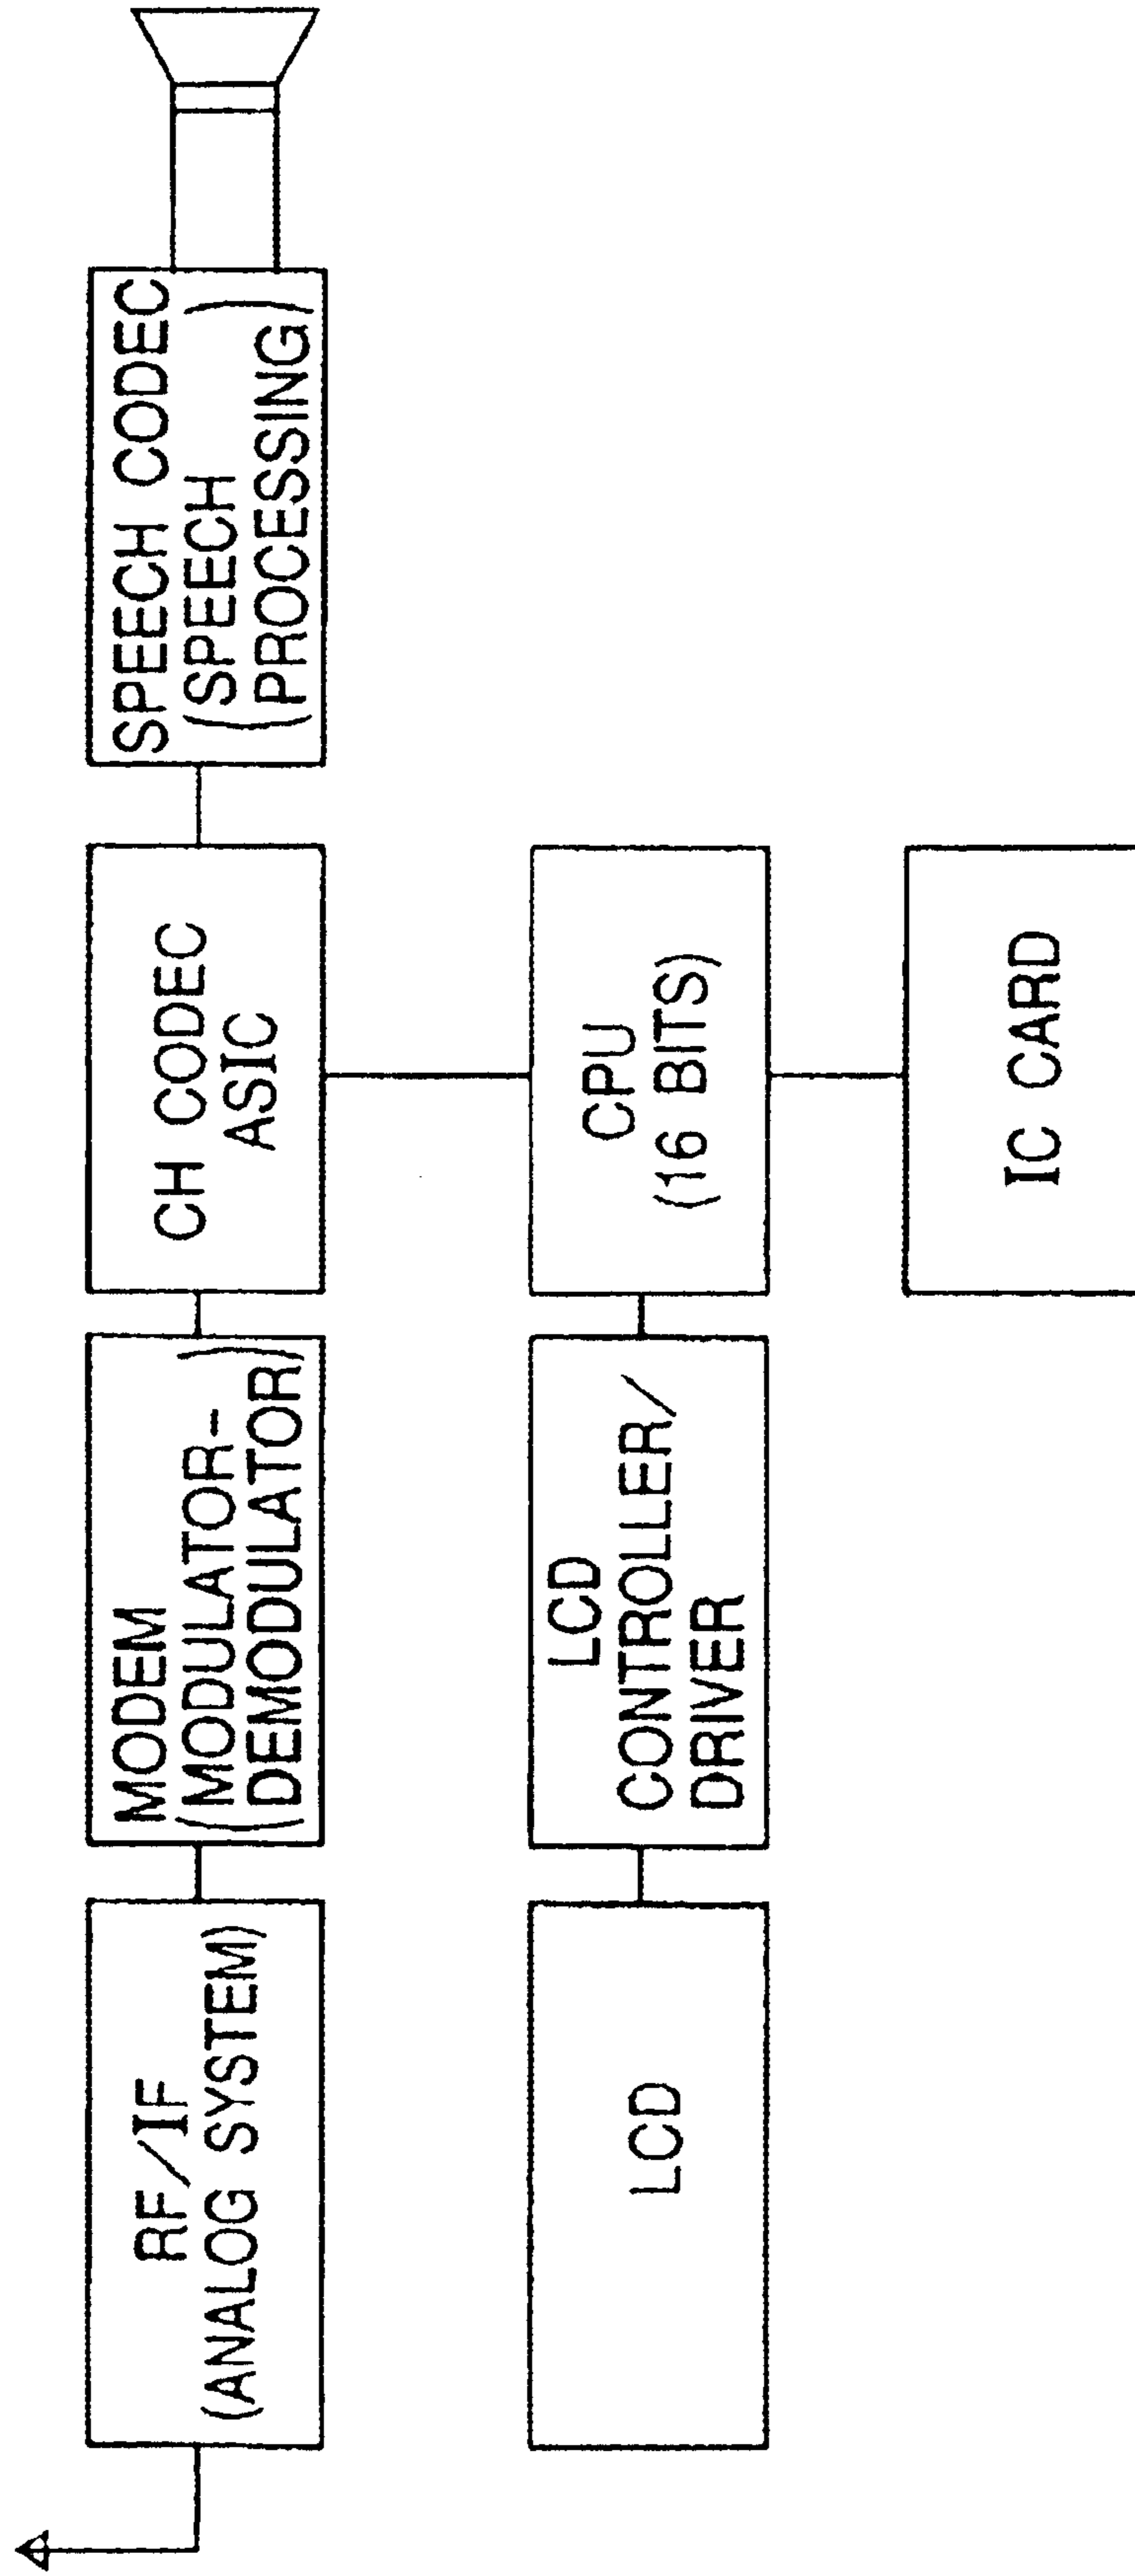 RF/IF
(ANALOG SYSTEM)
MODEM
(MODULATOR-
DEMODULATOR)
CH CODEC
ASIC
SPEECH CODEC
(SPEECH
PROCESSING)
LCD
LCD
CONTROLLER/
DRIVER
CPU
(16 BITS)
IC CARD